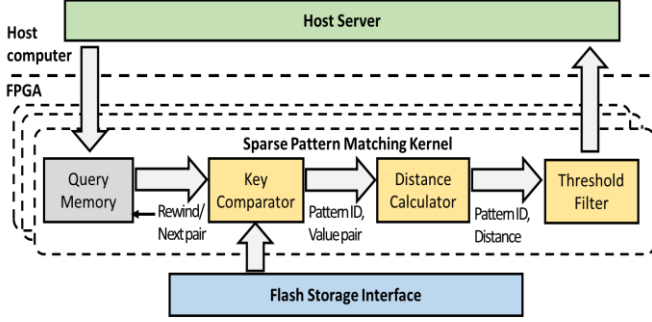 Host Server
Host
computer
FPGA
Sparse Pattern Matching Kernel
Query
Memory
Rewind/
Next pair
Key
Comparator
Pattern ID,
Value pair
Distance
Calculator
Pattern ID,
Distance
Threshold
Filter
Flash Storage Interface